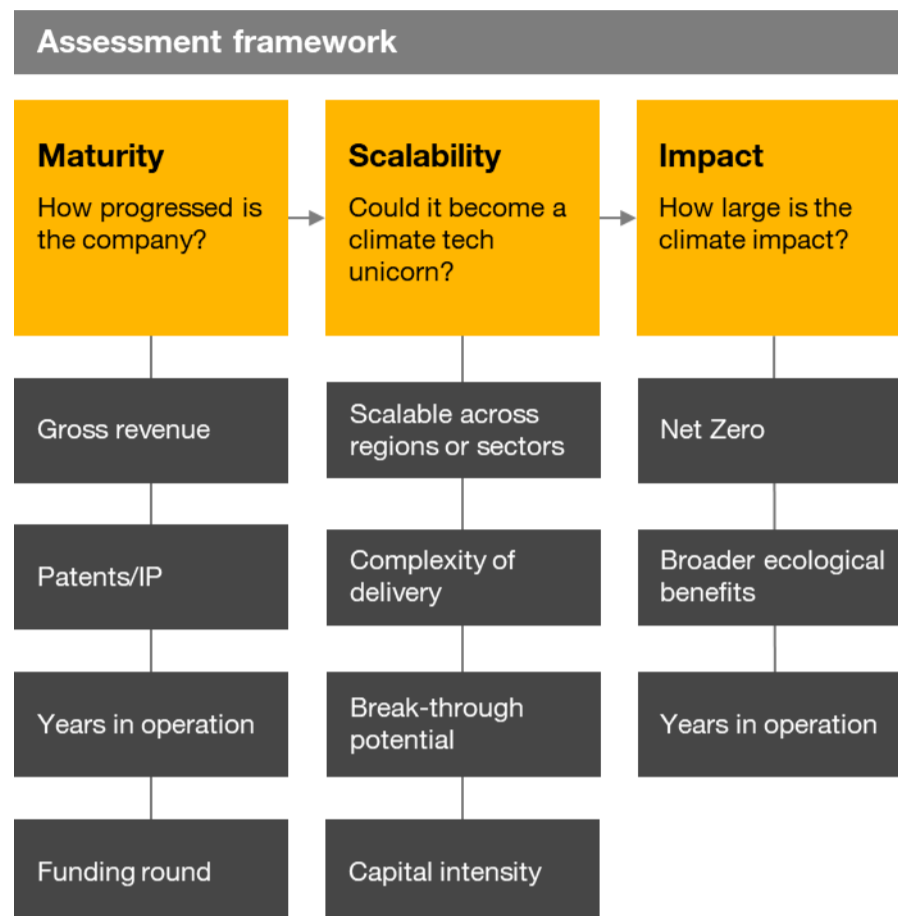 Assessment framework
Maturity
How progressed is
the company?
Scalability
Could it become a
climate tech
unicorn?
Impact
How large is the
climate impact?
Gross revenue
Patents/IP
Years in operation
Funding round
Scalable across
regions or sectors
Complexity of
delivery
Break-through
potential
Capital intensity
Net Zero
Broader ecological
benefits
Years in operation